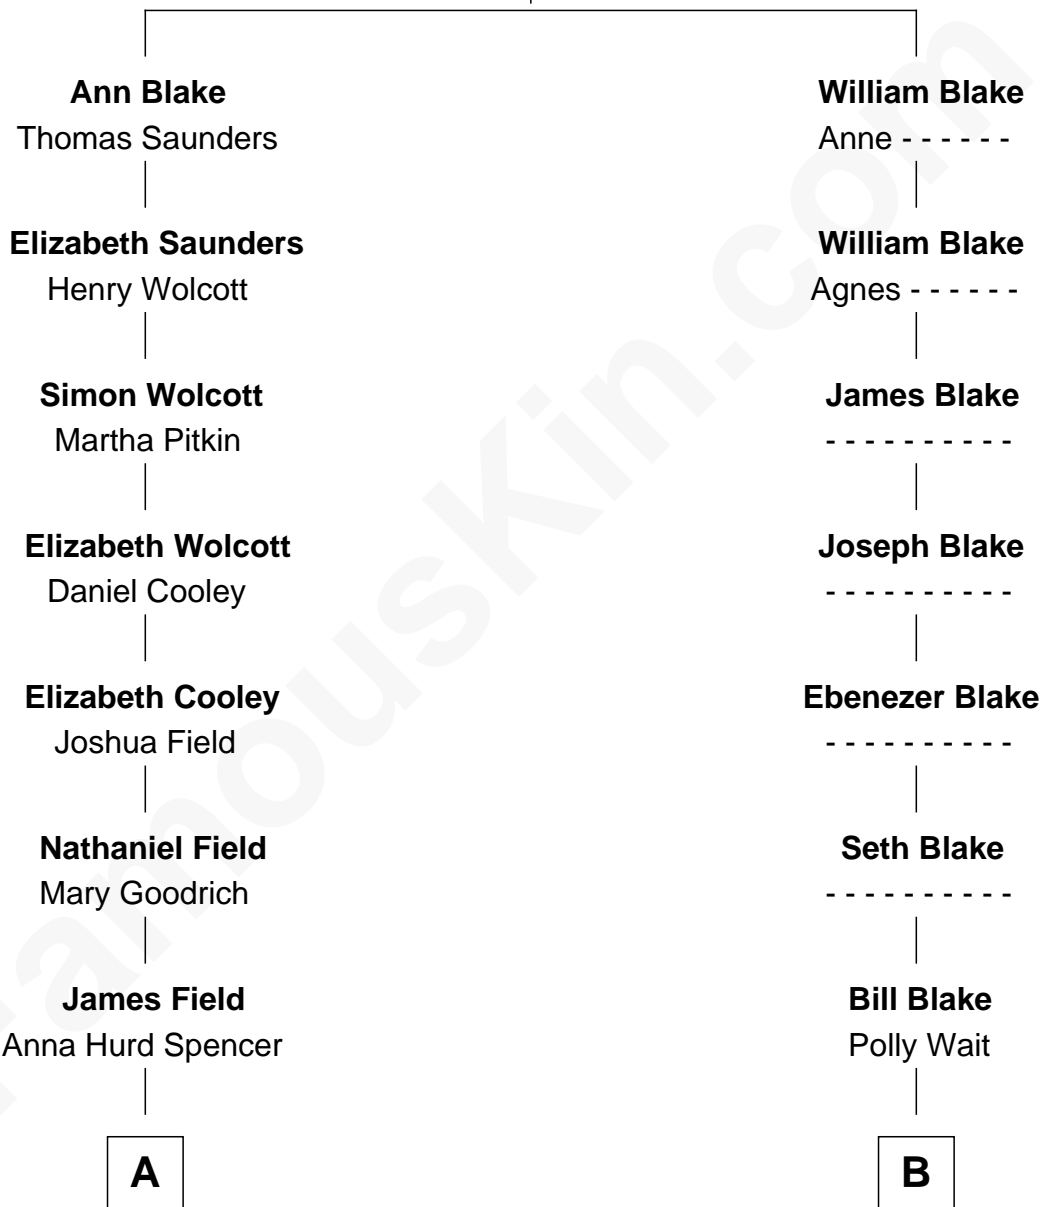 Ann Blake
Thomas Saunders
Elizabeth Saunders
Henry Wolcott
Simon Wolcott
Martha Pitkin
Elizabeth Wolcott
Daniel Cooley
Elizabeth Cooley
Joshua Field
Nathaniel Field
Mary Goodrich
James Field
Anna Hurd Spencer
A
William Blake
Anne - - - - - -
William Blake
Agnes - - - - - -
James Blake
- - - - - - - - - -
Joseph Blake
- - - - - - - - - -
Ebenezer Blake
- - - - - - - - - -
Seth Blake
- - - - - - - - - -
Bill Blake
Polly Wait
B
FamousKin.com